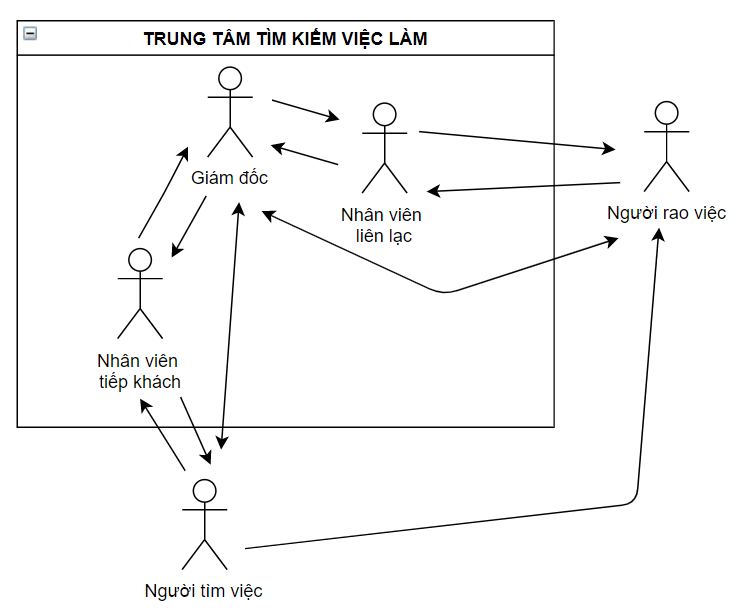 TRUNG TÂM TÌM KIẾM VIỆC LÀM
Giám đốc
Nhân viên
liên lạc
Người rao việc
Nhân viên
tiếp khách
Người tìm việc